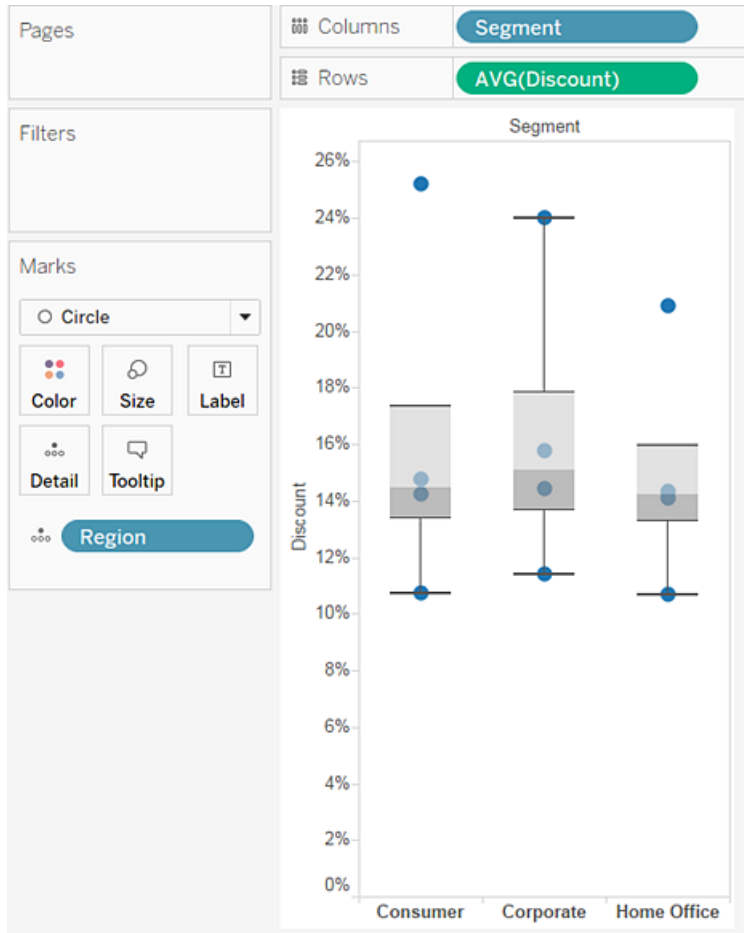 Pages
Columns
Segment
Rows
AVG(Discount)
Filters
Marks
Circle
Color
Size
T
Label
Detail
Tooltip
Region
Segment
26%
24%
22%
20%
18%
16%
14%
12%
10%
8%
6%
4%
2%
0%
Discount
Consumer
Corporate
Home Office